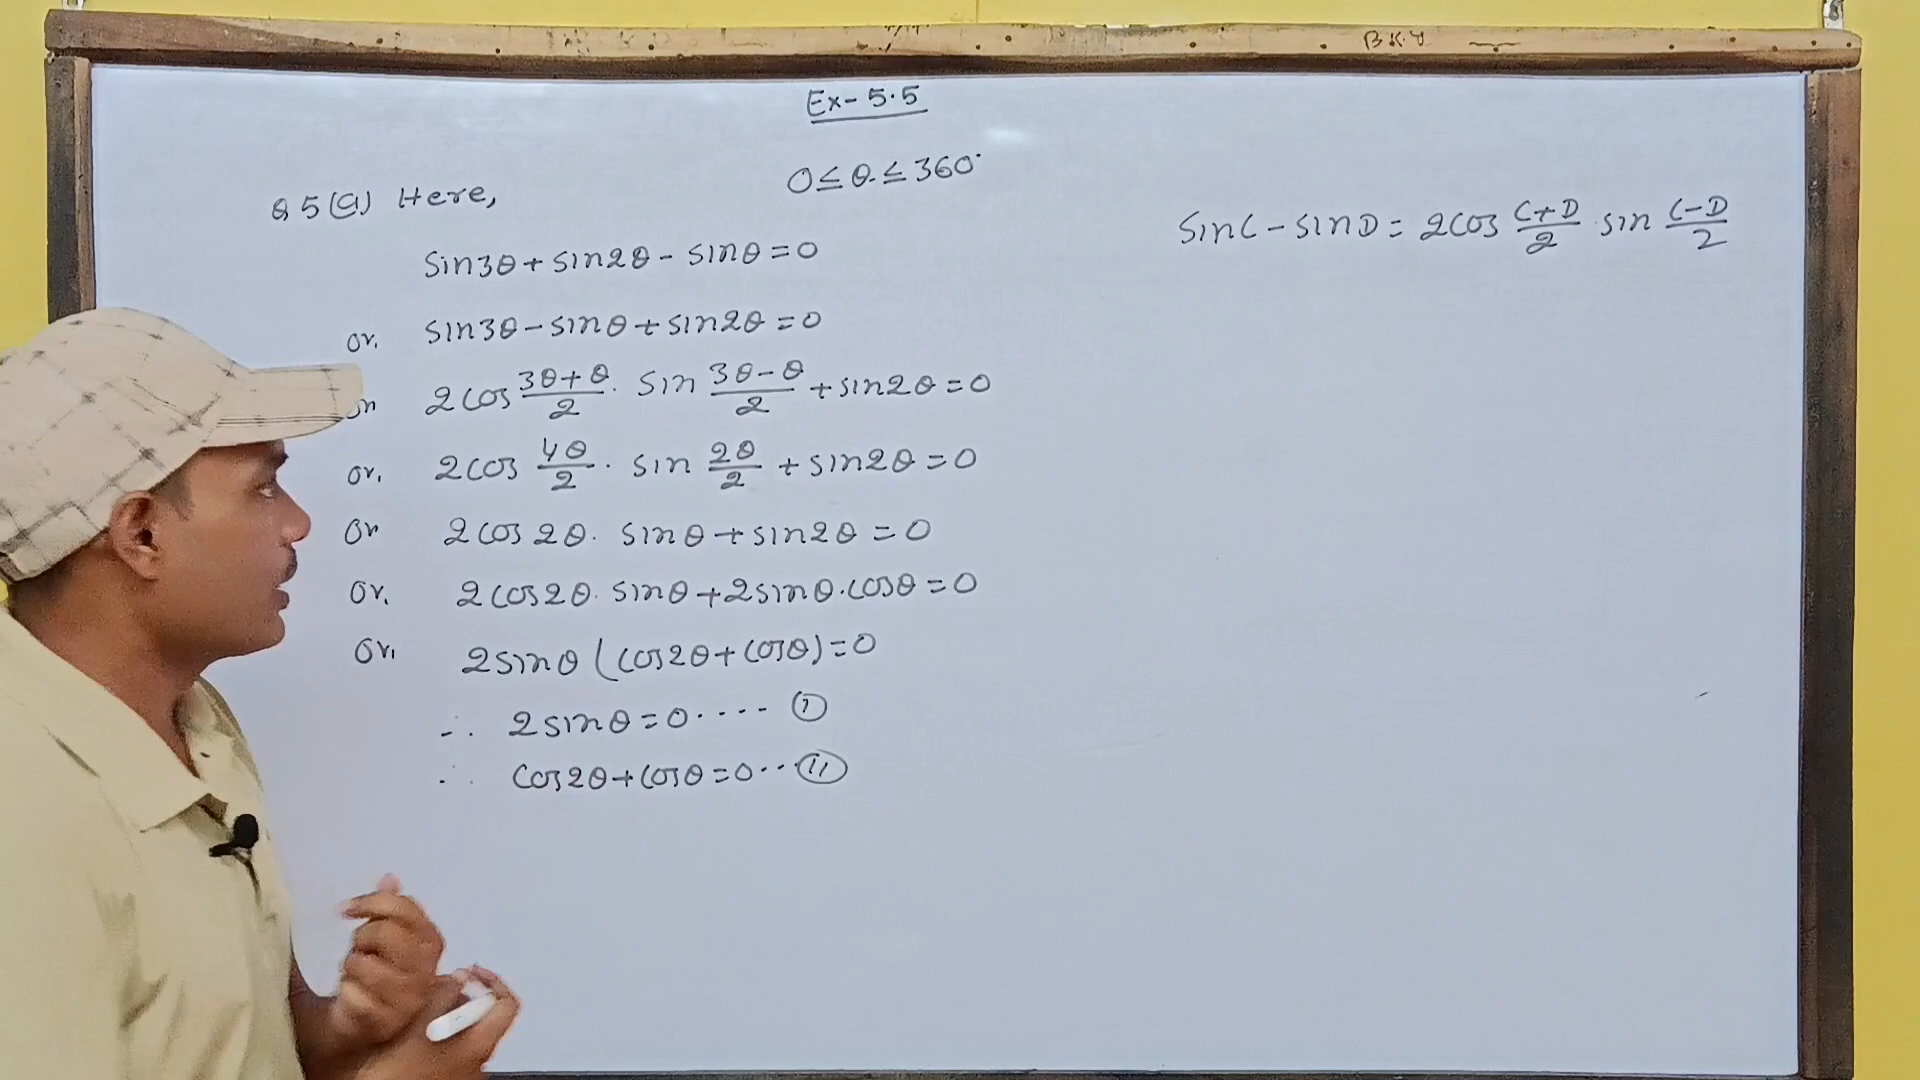 B.K.Y
Ex-5.5
0≤θ≤360°
Q5(a) Here,
sinC-sinD=2cos (C+D)/2 . sin (C-D)/2
sin3θ+sin2θ-sinθ=0
or, sin3θ-sinθ+sin2θ=0
or 2cos (3θ+θ)/2 . sin (3θ-θ)/2 +sin2θ=0
or, 2cos 4θ/2 . sin 2θ/2 +sin2θ=0
or 2cos2θ. sinθ+sin2θ=0
or, 2cos2θ. sinθ+2sinθ.cosθ=0
or, 2sinθ(cos2θ+cosθ)=0
∴ 2sinθ=0.... (i)
∴ cos2θ+cosθ=0...(ii)